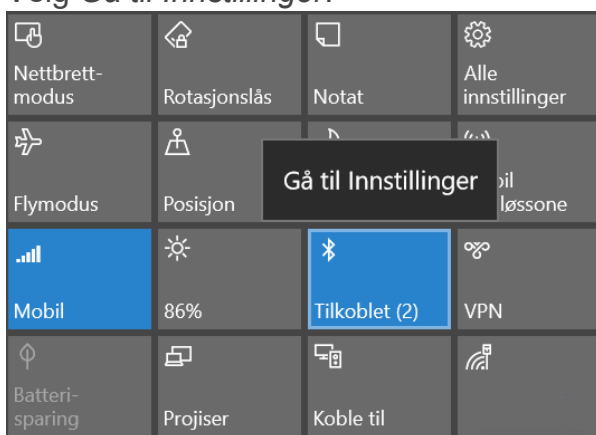 Velg Gå til Innstillinger.
Nettbrett-
modus
Rotasjonslås
Notat
Alle
innstillinger
Flymodus
Posisjon
Gå til Innstillinger
Mobil
86%
Tilkoblet (2)
VPN
Batteri-
sparing
Projiser
Koble til